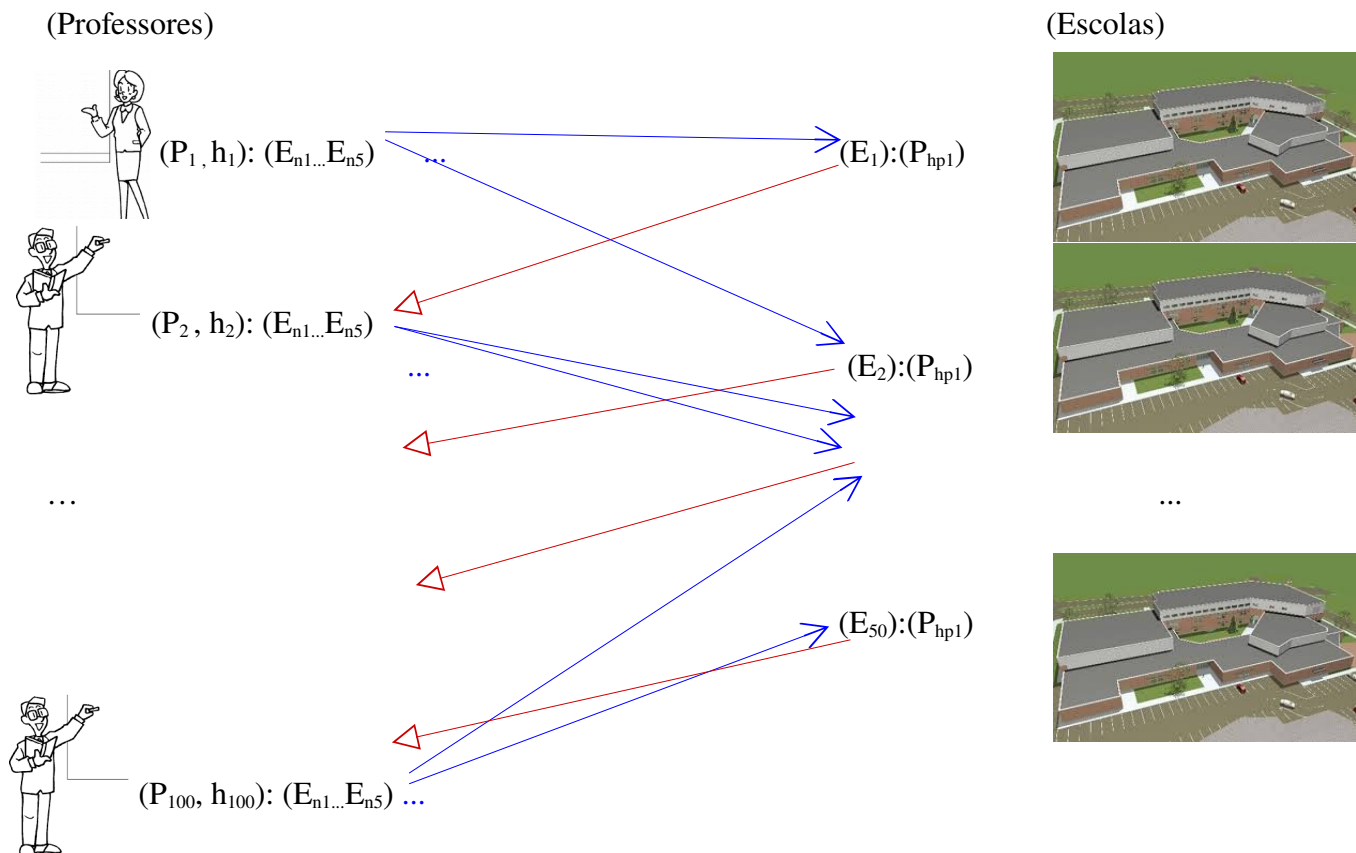 (Professores) (Escolas)
(P1 , h1): (En1...En5) ... (E1):(Php1)
(P2 , h2): (En1...En5)
(E2):(Php1)
...
... ...
(E50):(Php1)
(P100, h100): (En1...En5) ...